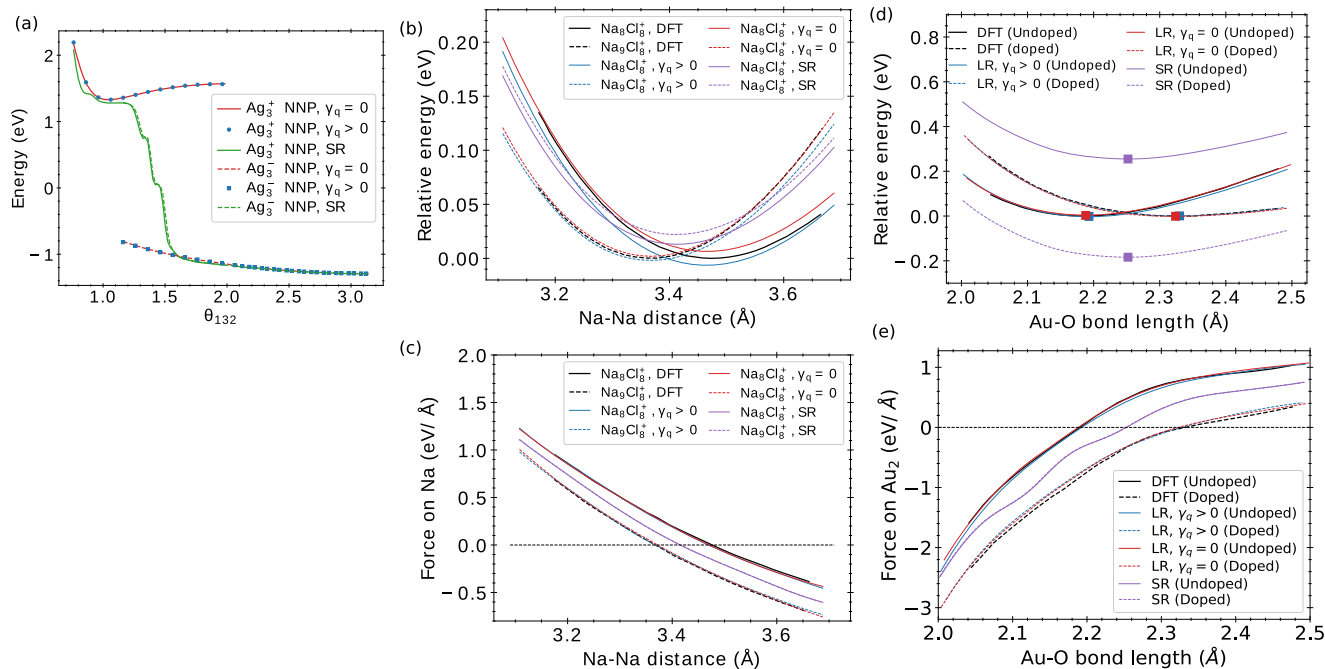 (a)
Energy (eV)
2
1
0
−1
1.0 1.5 2.0 2.5 3.0
θ132
Ag3+ NNP, γq = 0
Ag3+ NNP, γq > 0
Ag3+ NNP, SR
Ag3− NNP, γq = 0
Ag3− NNP, γq > 0
Ag3− NNP, SR
(b)
Relative energy (eV)
0.20
0.15
0.10
0.05
0.00
3.2 3.4 3.6
Na-Na distance (Å)
Na8Cl8+, DFT
Na9Cl8+, DFT
Na8Cl8+, γq > 0
Na9Cl8+, γq > 0
Na8Cl8+, γq = 0
Na9Cl8+, γq = 0
Na8Cl8+, SR
Na9Cl8+, SR
(c)
Force on Na (eV/ Å)
2.0
1.5
1.0
0.5
0.0
−0.5
3.2 3.4 3.6
Na-Na distance (Å)
Na8Cl8+, DFT
Na9Cl8+, DFT
Na8Cl8+, γq > 0
Na9Cl8+, γq > 0
Na8Cl8+, γq = 0
Na9Cl8+, γq = 0
Na8Cl8+, SR
Na9Cl8+, SR
(d)
Relative energy (eV)
0.8
0.6
0.4
0.2
0.0
−0.2
2.0 2.1 2.2 2.3 2.4 2.5
Au-O bond length (Å)
DFT (Undoped)
DFT (doped)
LR, γq > 0 (Undoped)
LR, γq > 0 (Doped)
LR, γq = 0 (Undoped)
LR, γq = 0 (Doped)
SR (Undoped)
SR (Doped)
(e)
Force on Au2 (eV/ Å)
1
0
−1
−2
−3
2.0 2.1 2.2 2.3 2.4 2.5
Au-O bond length (Å)
DFT (Undoped)
DFT (Doped)
LR, γq > 0 (Undoped)
LR, γq > 0 (Doped)
LR, γq = 0 (Undoped)
LR, γq = 0 (Doped)
SR (Undoped)
SR (Doped)